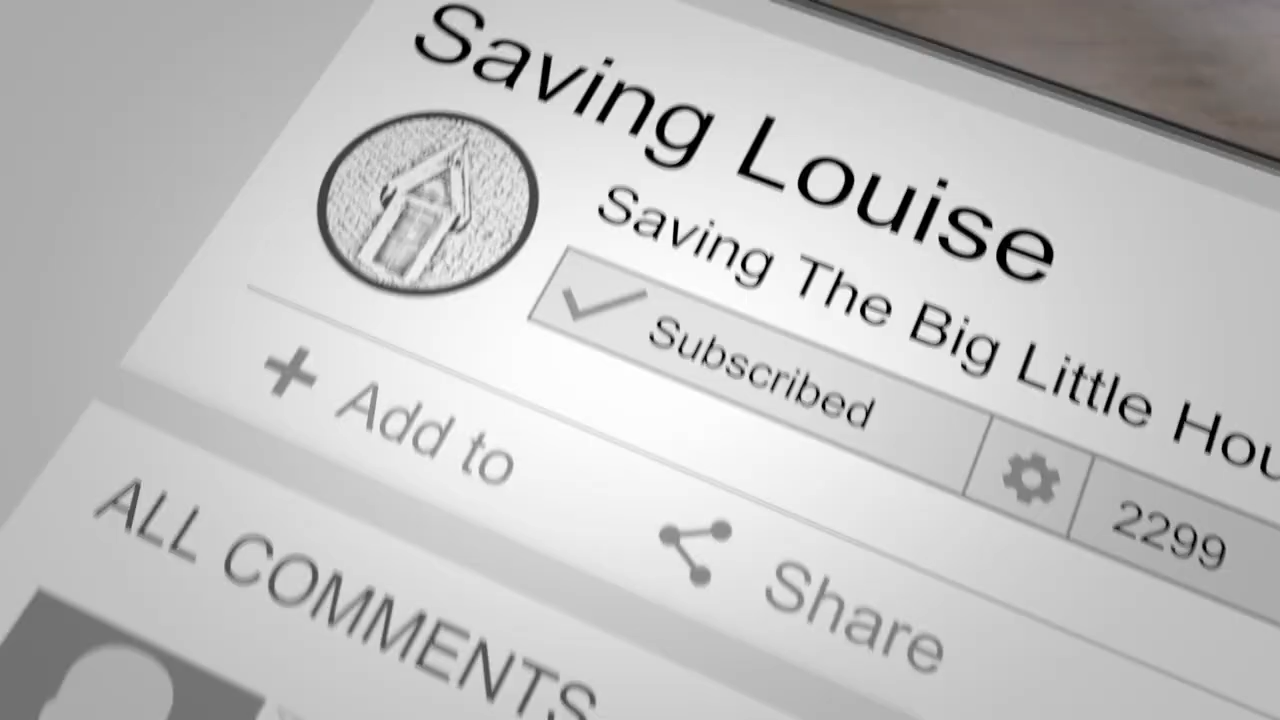 Saving Louise
Saving The Big Little
Subscribed
2299
Add to
Share
ALL COMMENTS